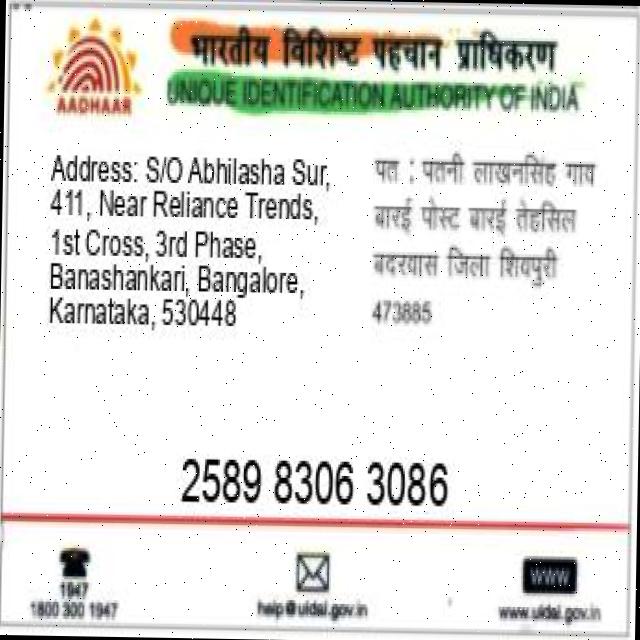 भारतीय विशिष्ट पहचान प्राधिकरण
UNIQUE IDENTIFICATION AUTHORITY OF INDIA
AADHAAR
Address: S/O Abhilasha Sur,
411, Near Reliance Trends,
1st Cross, 3rd Phase,
Banashankari, Bangalore,
Karnataka, 530448
पता : पतनी लाखनसिंह गाव
बारई पोस्ट बारई तेहसिल
बदरवास जिला शिवपुरी
473885
2589 8306 3086
1947
1800 300 1947
help@uidai.gov.in
WWW
www.uidai.gov.in